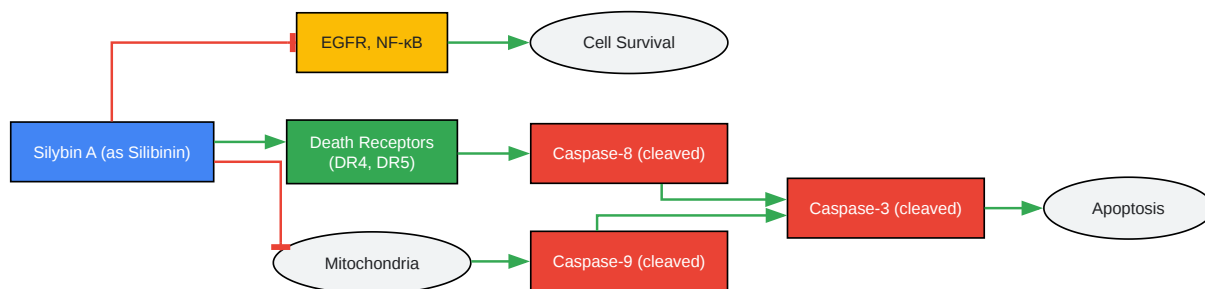 EGFR, NF-κB
Cell Survival
Silybin A (as Silibinin)
Death Receptors
(DR4, DR5)
Caspase-8 (cleaved)
Caspase-3 (cleaved)
Apoptosis
Mitochondria
Caspase-9 (cleaved)